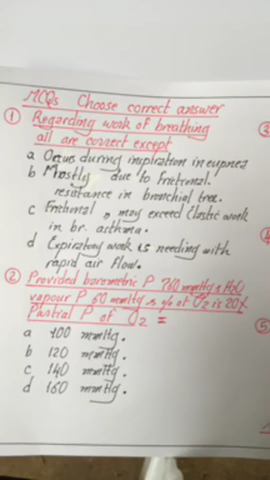 MCQs Choose correct answer
① Regarding work of breathing
all are correct except
a Occurs during inspiration in eupnea
b Mostly due to frictional
resistance in bronchial tree.
c Frictional , may exceed Elastic work
in br. asthma.
d Expiratory work is needing with
rapid air flow.
② Provided barometric P 760 mmHg & H2O
vapour P 60 mmHg & % of O2 is 20%
Partial P of O2 =
a 100 mmHg.
b 120 mmHg.
c 140 mmHg.
d 160 mmHg.